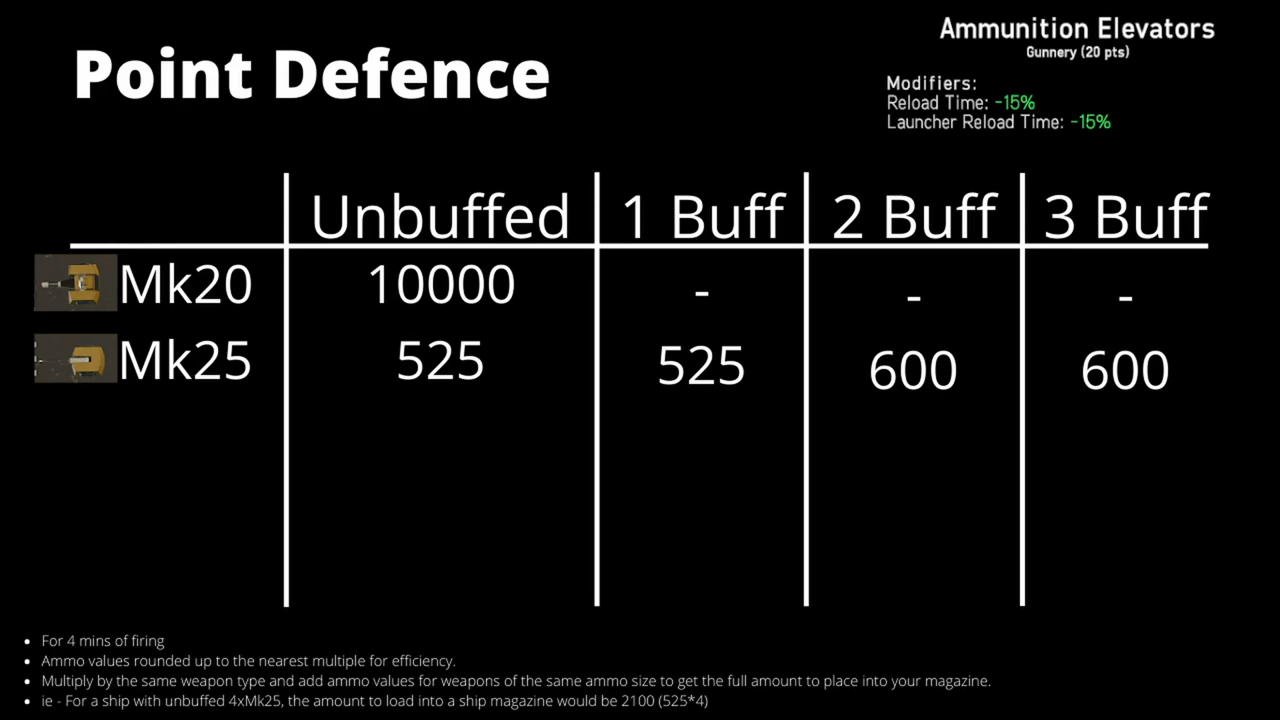 Ammunition Elevators
Gunnery (20 pts)
Point Defence
Modifiers:
Reload Time: -15%
Launcher Reload Time: -15%
Unbuffed 1 Buff 2 Buff 3 Buff
Mk20 10000 - - -
Mk25 525 525 600 600
• For 4 mins of firing
• Ammo values rounded up to the nearest multiple for efficiency.
• Multiply by the same weapon type and add ammo values for weapons of the same ammo size to get the full amount to place into your magazine.
• ie - For a ship with unbuffed 4xMk25, the amount to load into a ship magazine would be 2100 (525*4)